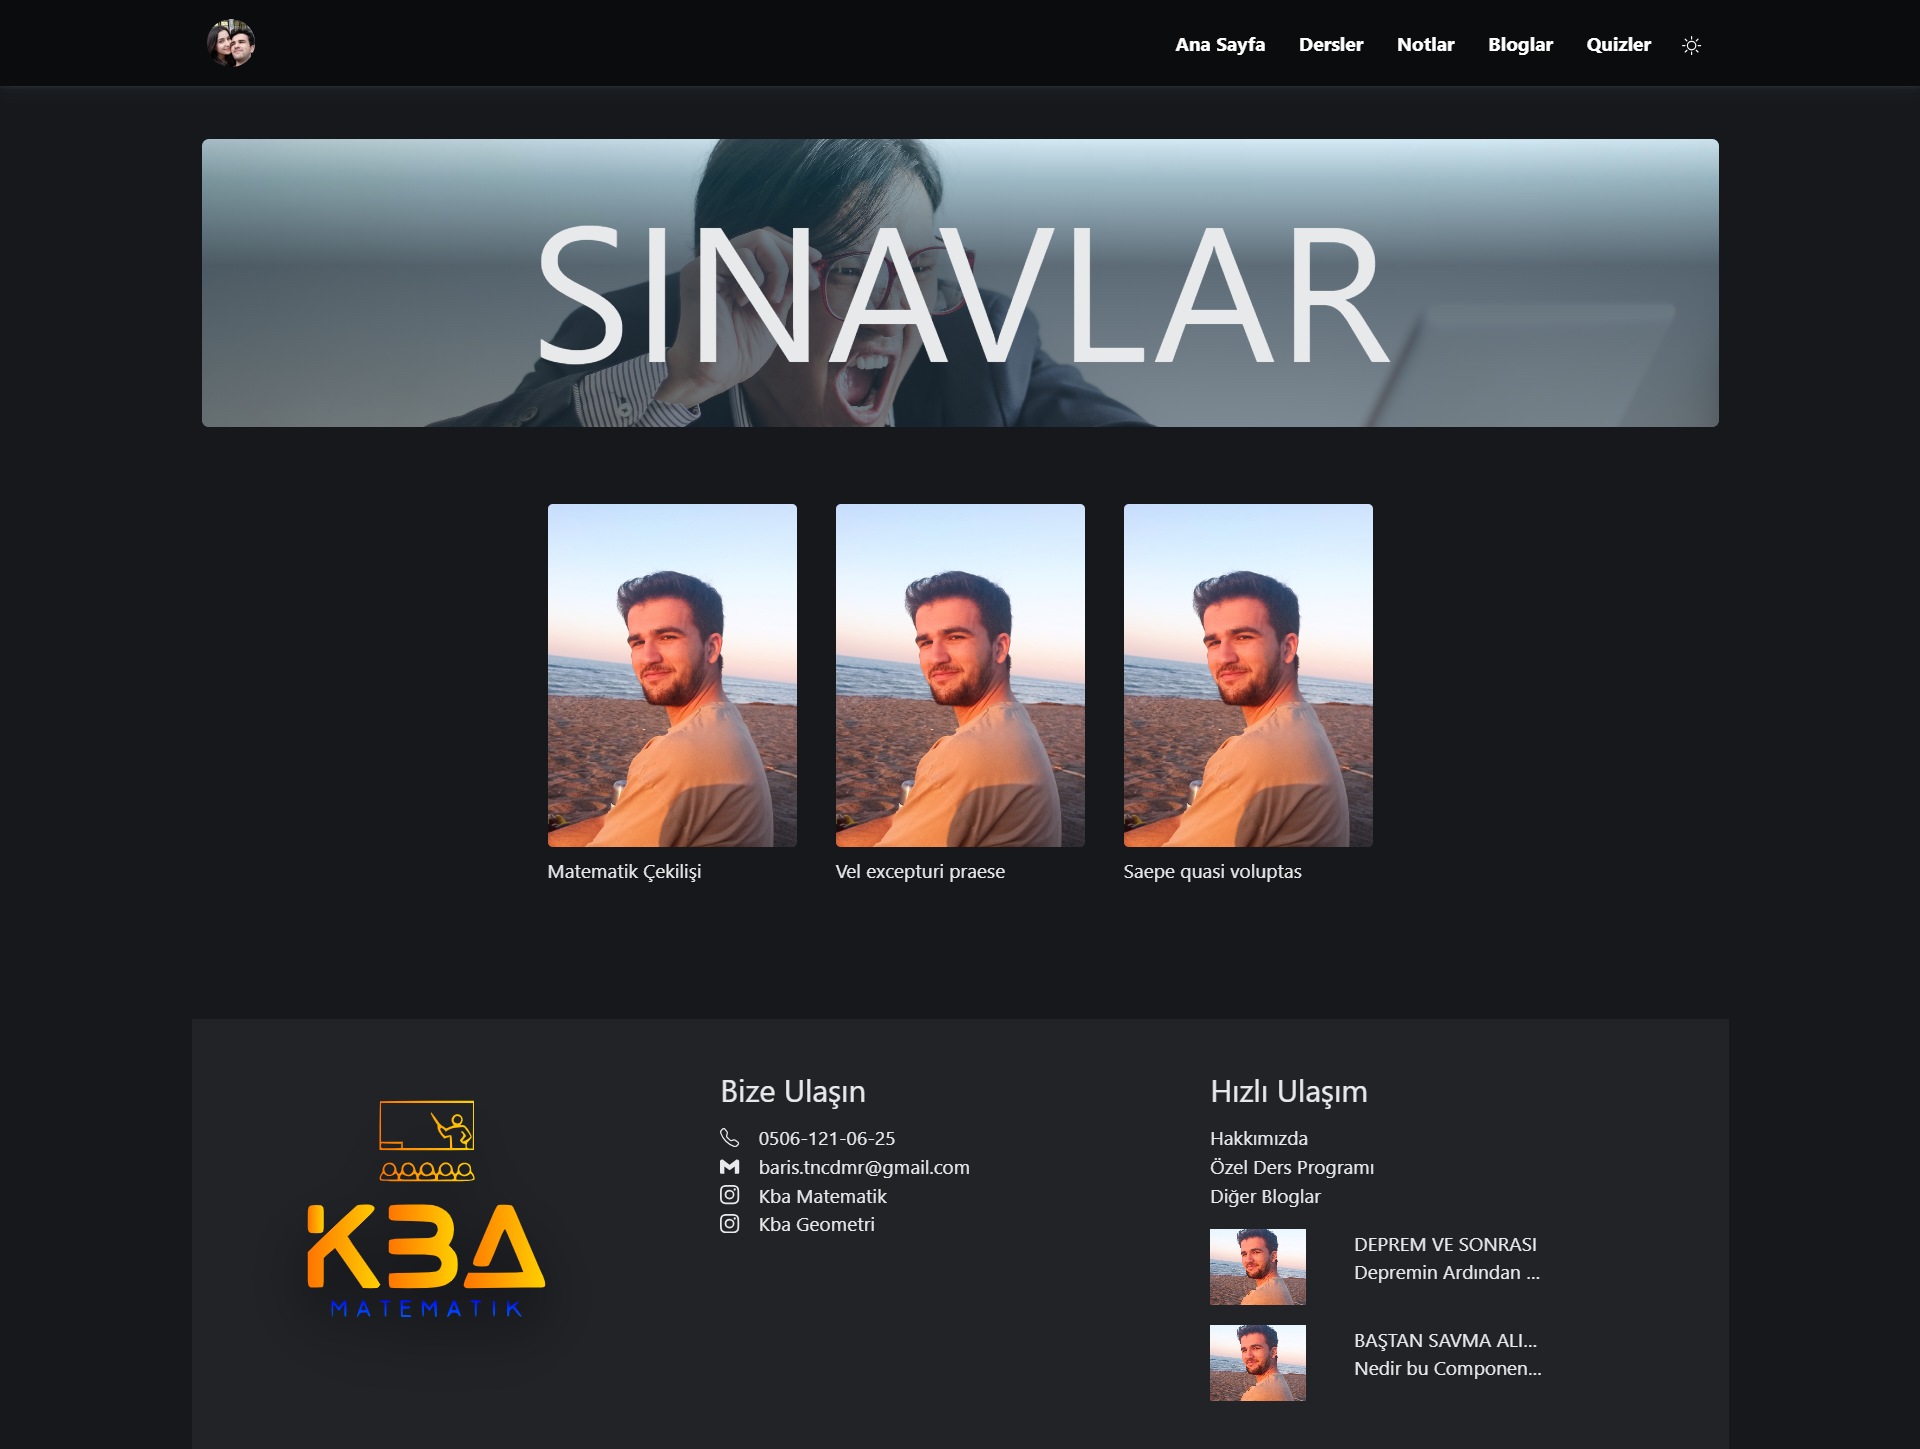 Ana Sayfa Dersler Notlar Bloglar Quizler
SINAVLAR
Matematik Çekilişi
Vel excepturi praese
Saepe quasi voluptas
KBA
MATEMATIK
Bize Ulaşın
0506-121-06-25
baris.tncdmr@gmail.com
Kba Matematik
Kba Geometri
Hızlı Ulaşım
Hakkımızda
Özel Ders Programı
Diğer Bloglar
DEPREM VE SONRASI
Depremin Ardından ...
BAŞTAN SAVMA ALI...
Nedir bu Componen...